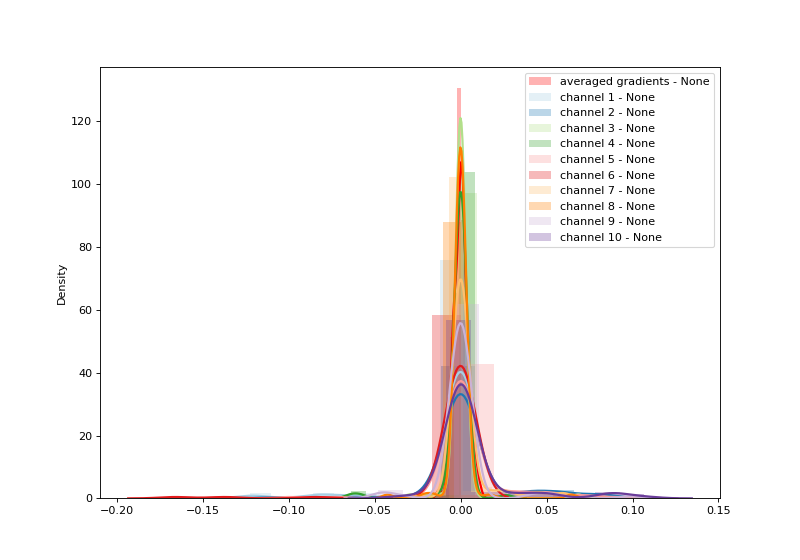 averaged gradients - None
channel 1 - None
channel 2 - None
channel 3 - None
channel 4 - None
channel 5 - None
channel 6 - None
channel 7 - None
channel 8 - None
channel 9 - None
channel 10 - None
120
100
80
60
40
20
0
Density
−0.20 −0.15 −0.10 −0.05 0.00 0.05 0.10 0.15